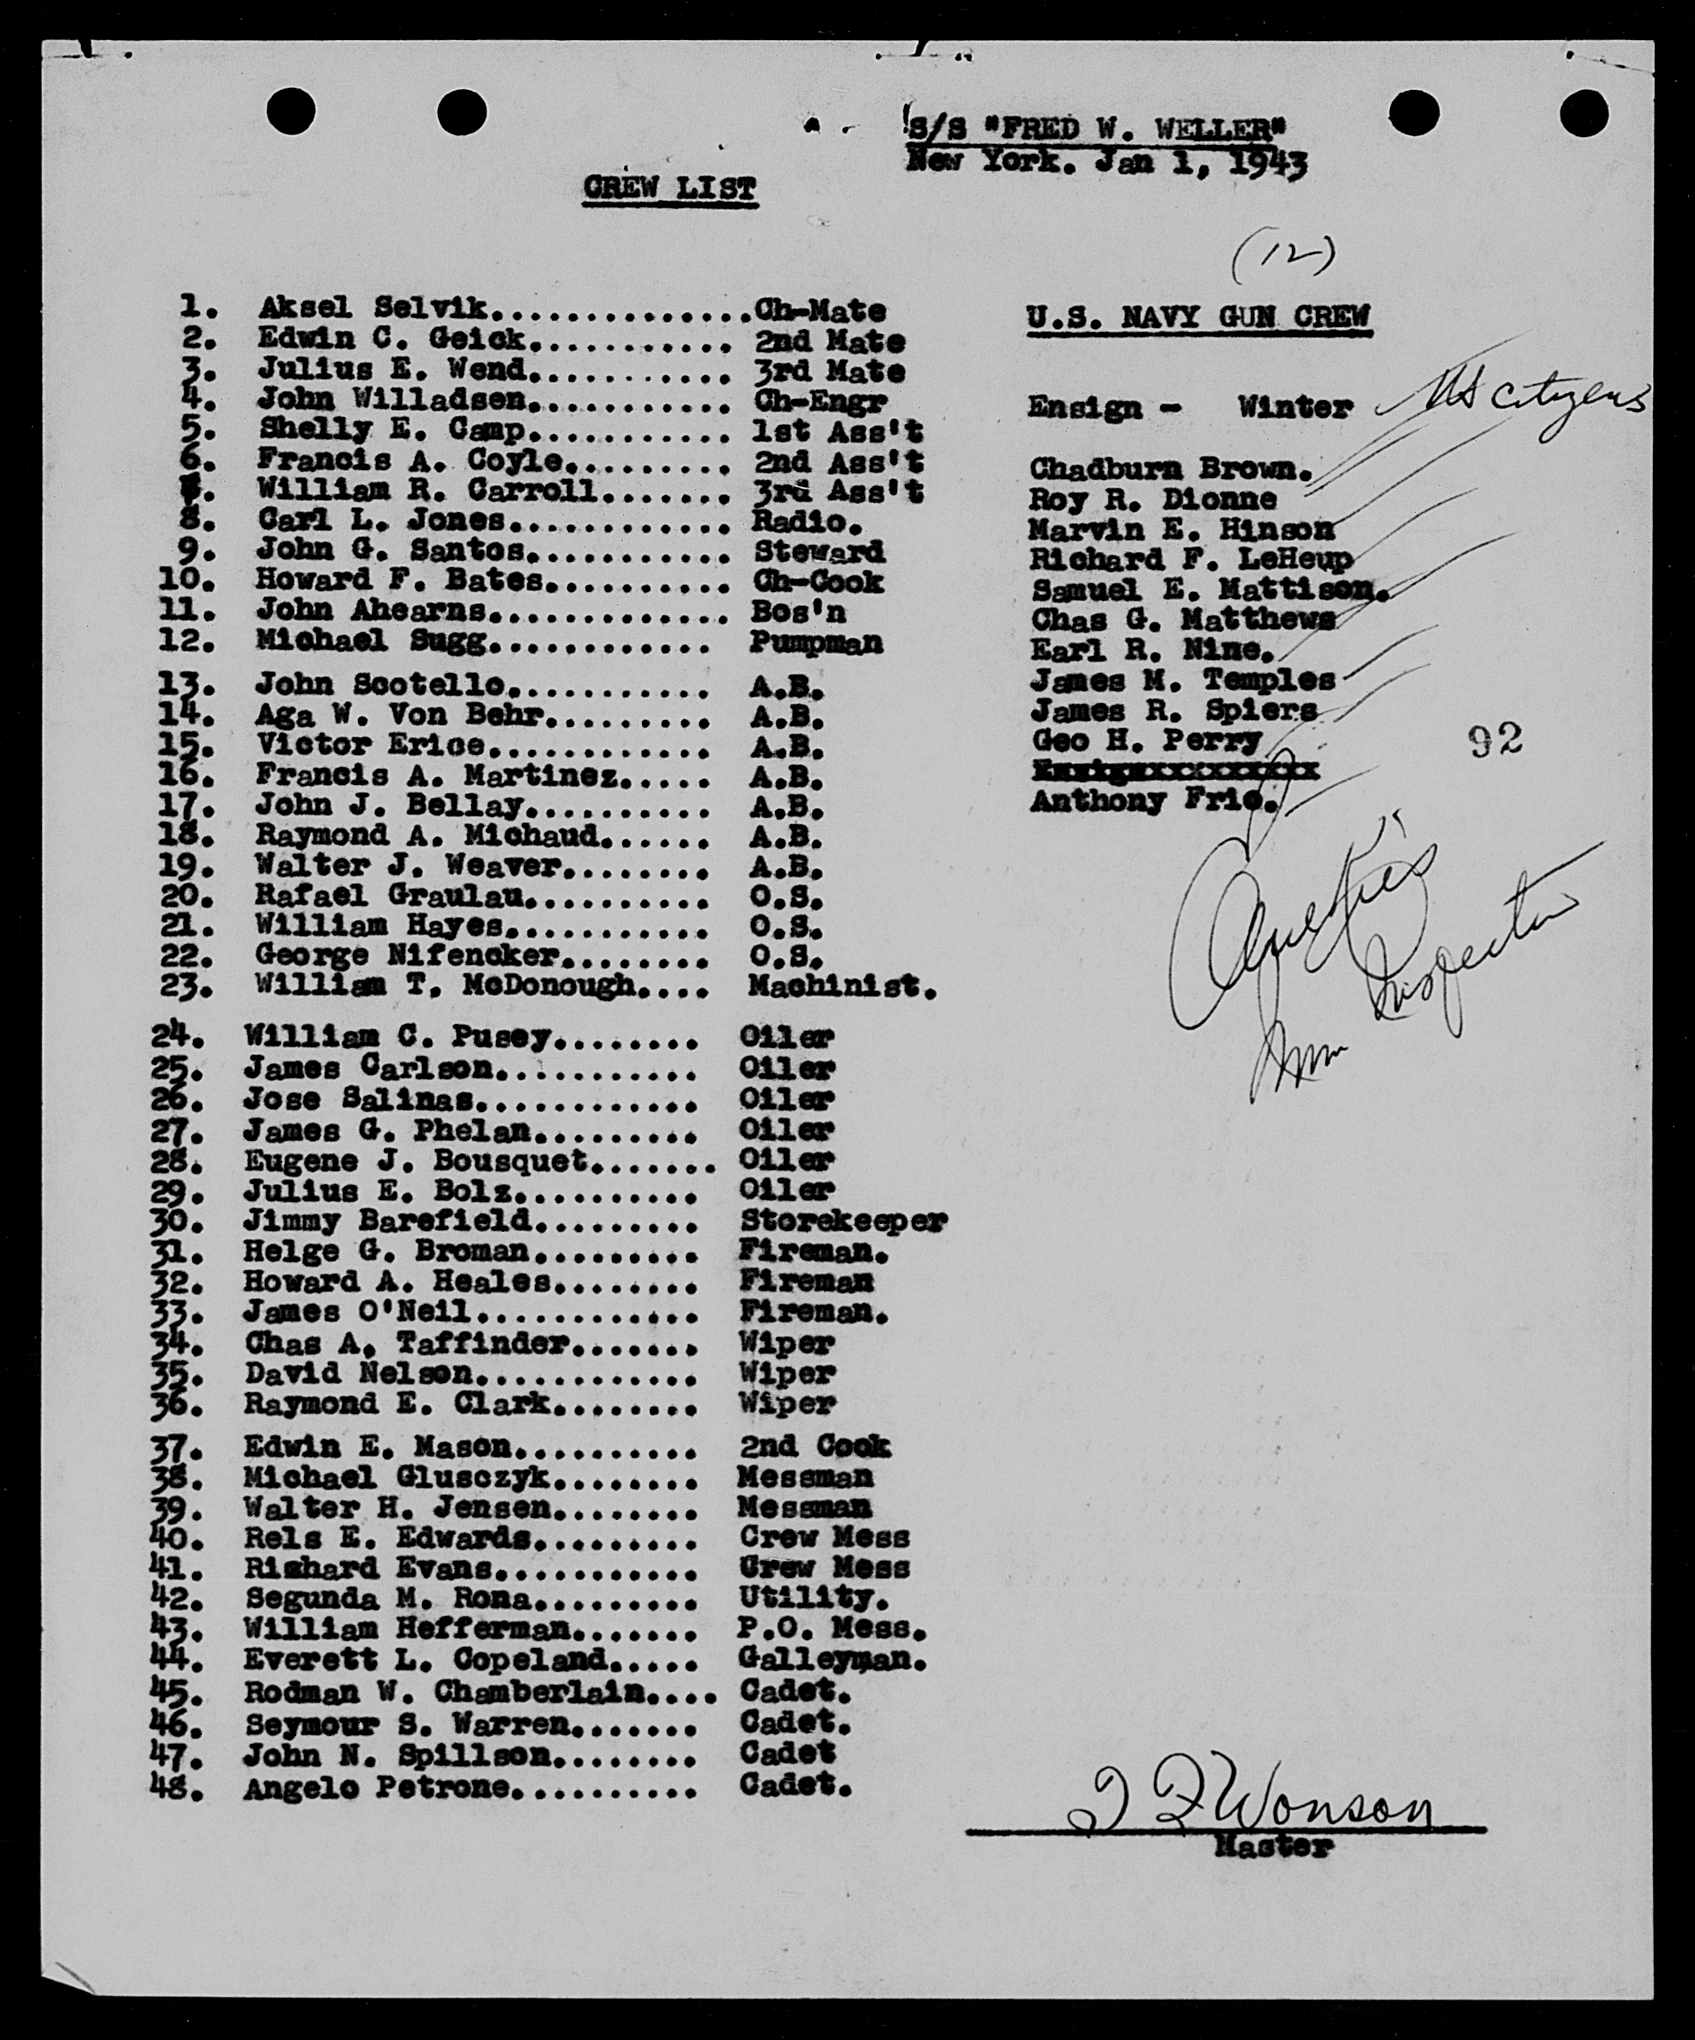 S/S "FRED W. WELLER"
New York. Jan 1, 1943
CREW LIST
(12)
1. Aksel Selvik..............Ch-Mate
2. Edwin C. Geick........... 2nd Mate
3. Julius E. Wend........... 3rd Mate
4. John Willadsen........... Ch-Engr
5. Shelly E. Camp........... 1st Ass't
6. Francis A. Coyle......... 2nd Ass't
7. William R. Carroll....... 3rd Ass't
8. Carl L. Jones............ Radio.
9. John G. Santos........... Steward
10. Howard F. Bates.......... Ch-Cook
11. John Ahearns............. Bos'n
12. Michael Sugg............ Pumpman
13. John Scotello........... A.B.
14. Aga W. Von Behr......... A.B.
15. Victor Erice............ A.B.
16. Francis A. Martinez..... A.B.
17. John J. Bellay.......... A.B.
18. Raymond A. Michaud...... A.B.
19. Walter J. Weaver........ A.B.
20. Rafael Graulau.......... O.S.
21. William Hayes........... O.S.
22. George Nifencker........ O.S.
23. William T. McDonough.... Machinist.
24. William C. Pusey........ Oiler
25. James Carlson........... Oiler
26. Jose Salinas............ Oiler
27. James G. Phelan......... Oiler
28. Eugene J. Bousquet....... Oiler
29. Julius E. Bolz.......... Oiler
30. Jimmy Barefield......... Storekeeper
31. Helge G. Broman......... Fireman.
32. Howard A. Heales........ Fireman
33. James O'Neil............ Fireman.
34. Chas A. Taffinder....... Wiper
35. David Nelson............ Wiper
36. Raymond E. Clark........ Wiper
37. Edwin E. Mason.......... 2nd Cook
38. Michael Glusczyk........ Messman
39. Walter H. Jensen........ Messman
40. Rels E. Edwards......... Crew Mess
41. Rishard Evans........... Crew Mess
42. Segunda M. Rona......... Utility.
43. William Hefferman....... P.O. Mess.
44. Everett L. Copeland..... Galleyman.
45. Rodman W. Chamberlain.... Cadet.
46. Seymour S. Warren....... Cadet.
47. John N. Spillson........ Cadet
48. Angelo Petrone.......... Cadet.
U.S. NAVY GUN CREW
Ensign - Winter US citizens
Chadburn Brown.
Roy R. Dionne
Marvin E. Hinson
Richard F. LeHeup
Samuel E. Mattison.
Chas G. Matthews
Earl R. Nine.
James M. Temples
James R. Spiers
Geo H. Perry
92
Anthony Frio.
Imm Inspector
J F Wonson
Master